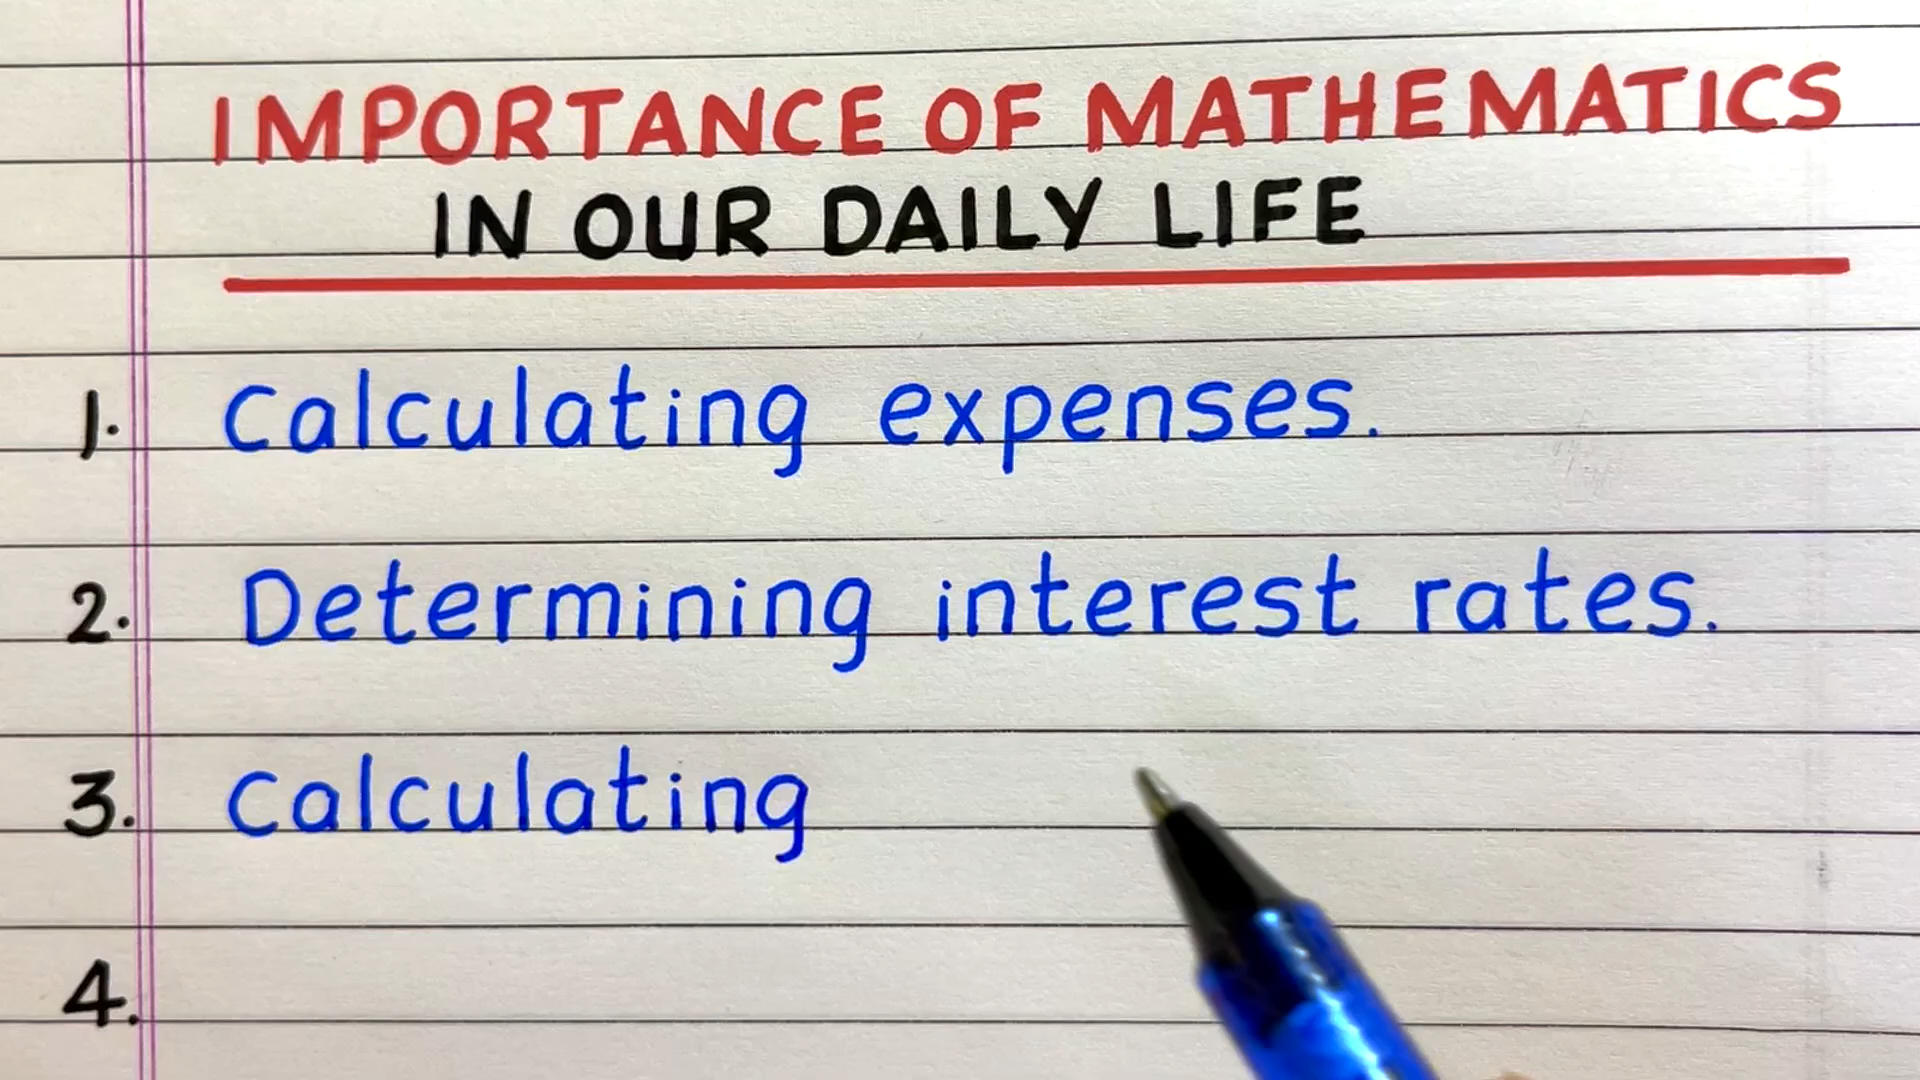 IMPORTANCE OF MATHEMATICS
IN OUR DAILY LIFE
1. Calculating expenses.
2. Determining interest rates.
3. Calculating
4.